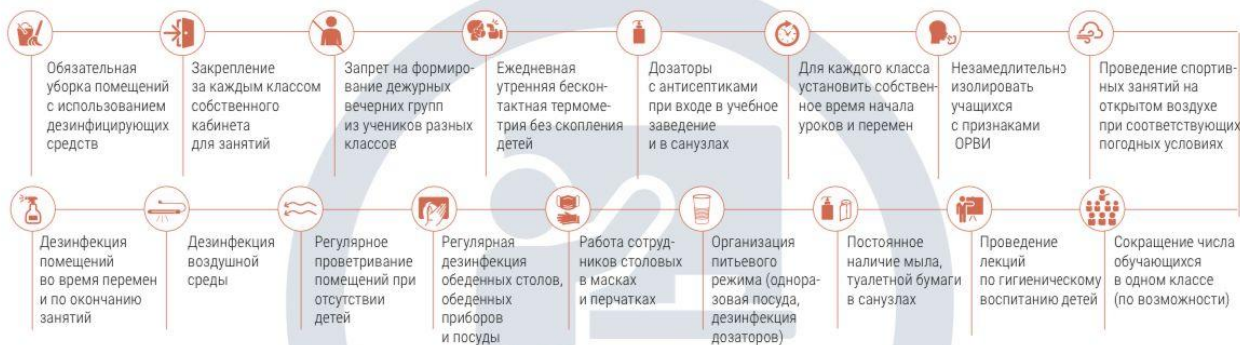 Обязательная
уборка помещений
с использованием
дезинфицирующих
средств
Закрепление
за каждым классом
собственного
кабинета
для занятий
Запрет на формиро-
вание дежурных
вечерних групп
из учеников разных
классов
Ежедневная
утренняя бескон-
тактная термоме-
трия без скопления
детей
Дозаторы
с антисептиками
при входе в учебное
заведение
и в санузлах
Для каждого класса
установить собствен-
ное время начала
уроков и перемен
Незамедлительно
изолировать
учащихся
с признаками
ОРВИ
Проведение спортив-
ных занятий на
открытом воздухе
при соответствующих
погодных условиях
Дезинфекция
помещений
во время перемен
и по окончанию
занятий
Дезинфекция
воздушной
среды
Регулярное
проветривание
помещений при
отсутствии
детей
Регулярная
дезинфекция
обеденных столов,
обеденных
приборов
и посуды
Работа сотруд-
ников столовых
в масках
и перчатках
Организация
питьевого
режима (однора-
зовая посуда,
дезинфекция
дозаторов)
Постоянное
наличие мыла,
туалетной бумаги
в санузлах
Проведение
лекций
по гигиеническому
воспитанию детей
Сокращение числа
обучающихся
в одном классе
(по возможности)